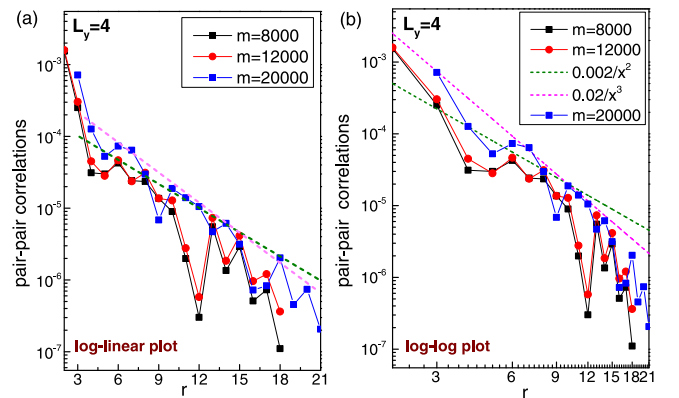 (a)
L_y=4
m=8000
m=12000
m=20000
pair-pair correlations
10^-3
10^-4
10^-5
10^-6
10^-7
log-linear plot
3 6 9 12 15 18 21
r
(b)
L_y=4
m=8000
m=12000
0.002/x^2
0.02/x^3
m=20000
pair-pair correlations
10^-3
10^-4
10^-5
10^-6
10^-7
log-log plot
3 6 9 12 15 18 21
r